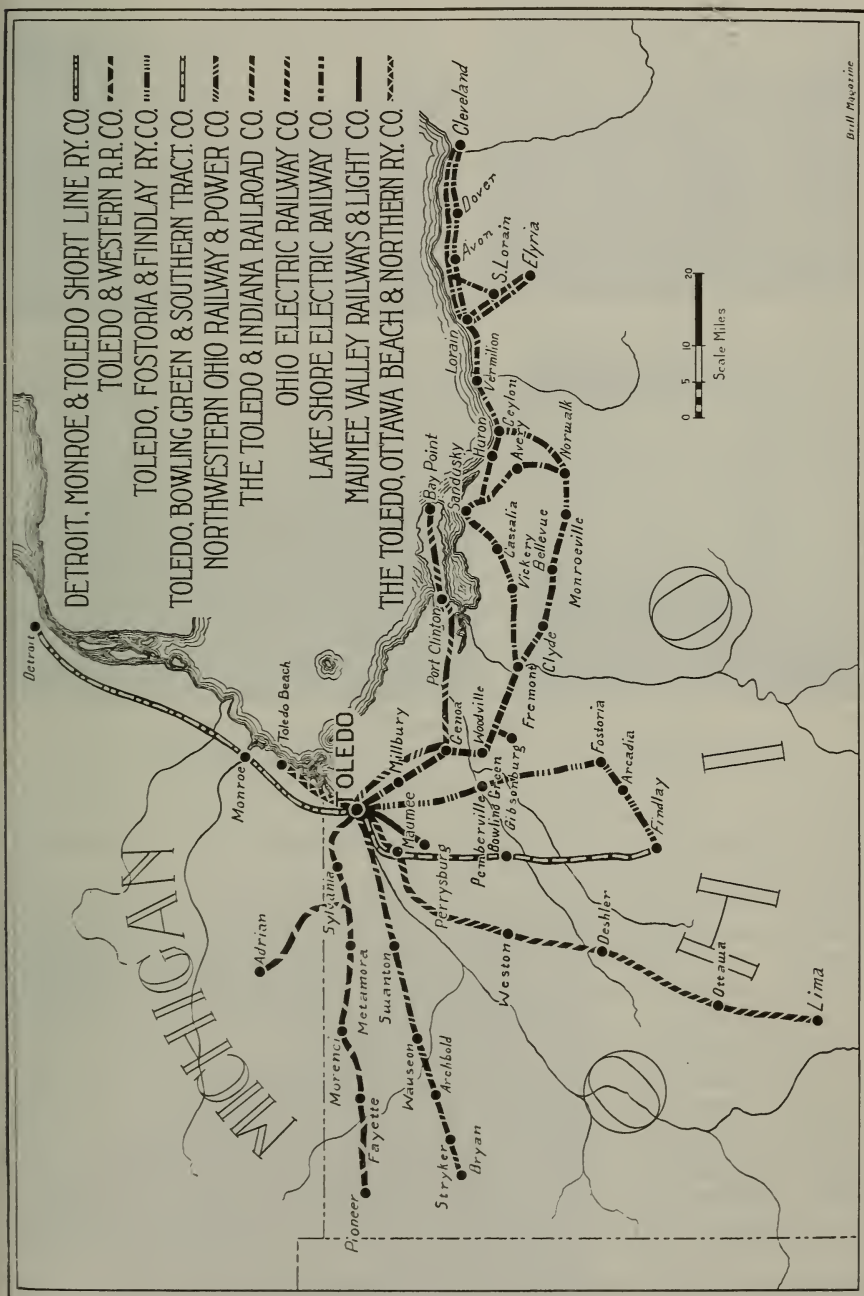 DETROIT, MONROE & TOLEDO SHORT LINE RY. CO.
TOLEDO & WESTERN R.R. CO.
TOLEDO, FOSTORIA & FINDLAY RY. CO.
TOLEDO, BOWLING GREEN & SOUTHERN TRACT. CO.
NORTHWESTERN OHIO RAILWAY & POWER CO.
THE TOLEDO & INDIANA RAILROAD CO.
OHIO ELECTRIC RAILWAY CO.
LAKE SHORE ELECTRIC RAILWAY CO.
MAUMEE VALLEY RAILWAYS & LIGHT CO.
THE TOLEDO, OTTAWA BEACH & NORTHERN RY. CO.
MICHIGAN
Detroit
Monroe
Toledo Beach
TOLEDO
Adrian
Sylvania
Metamora
Morenci
Fayette
Pioneer
Swanton
Wauseon
Archbold
Stryker
Bryan
Maumee
Perrysburg
Millbury
Genoa
Woodville
Port Clinton
Bay Point
Sandusky
Huron
Ceylon
Vermilion
Lorain
Avon
Dover
Cleveland
S. Lorain
Elyria
Avery
Norwalk
Castalia
Vickery
Bellevue
Monroeville
Clyde
Fremont
Gibsonburg
Pemberville
Bowling Green
Fostoria
Arcadia
Findlay
Weston
Deshler
Ottawa
Lima
OHIO
0 5 10 20
Scale Miles
Brill Magazine